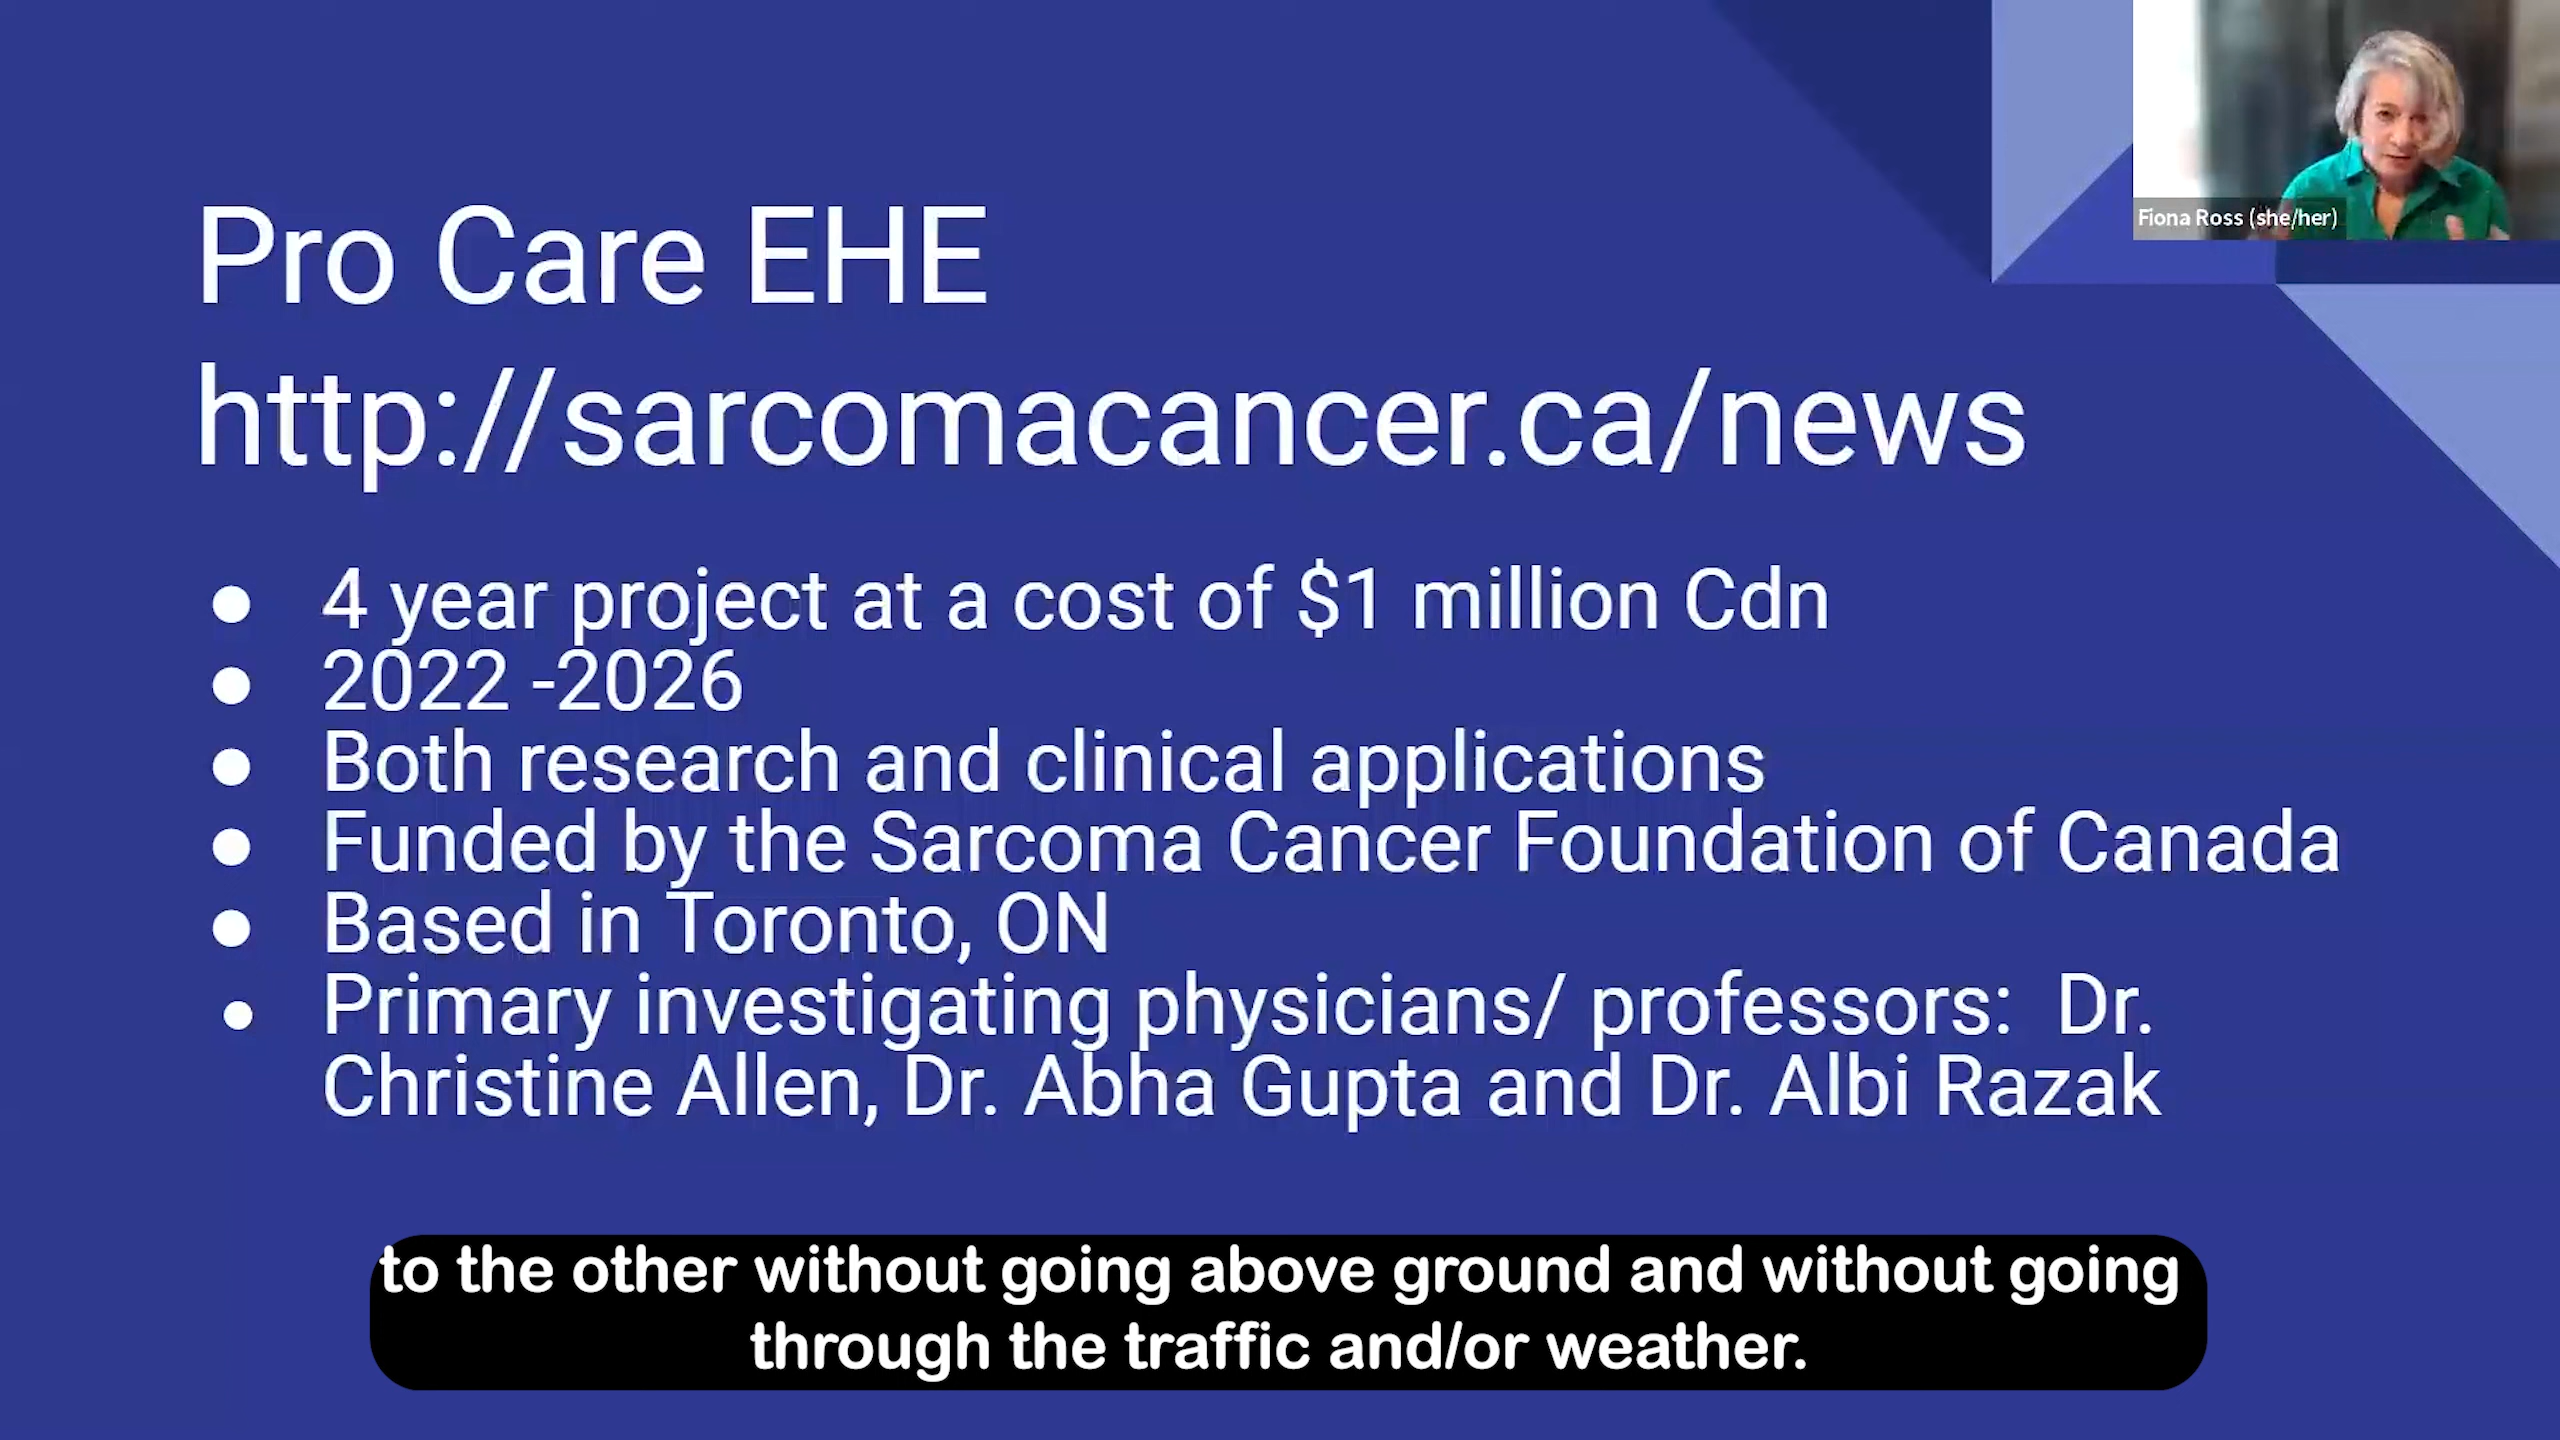 Fiona Ross (she/her)
Pro Care EHE
http://sarcomacancer.ca/news
● 4 year project at a cost of $1 million Cdn
● 2022 -2026
● Both research and clinical applications
● Funded by the Sarcoma Cancer Foundation of Canada
● Based in Toronto, ON
● Primary investigating physicians/ professors:  Dr.
Christine Allen, Dr. Abha Gupta and Dr. Albi Razak
to the other without going above ground and without going
through the traffic and/or weather.